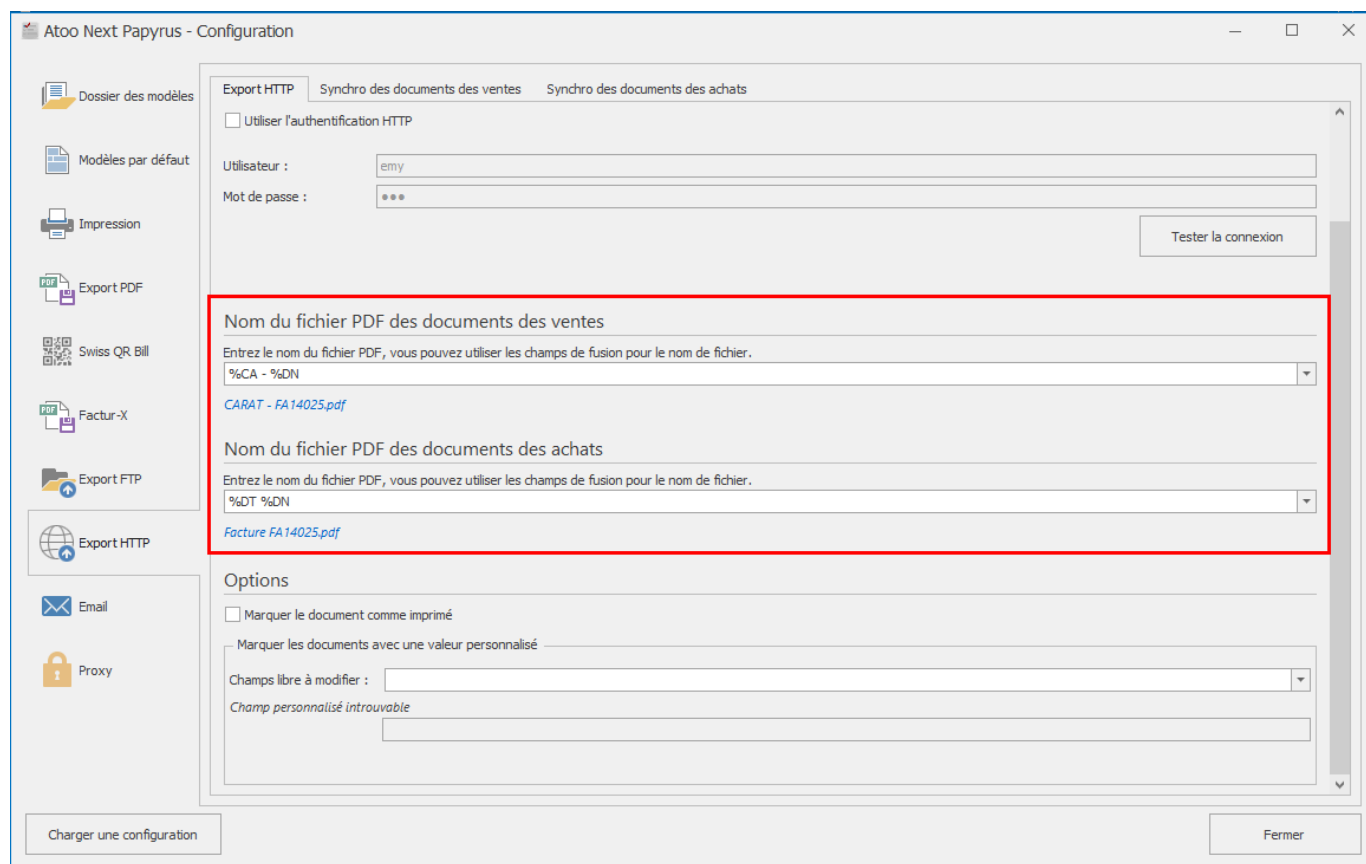 Atoo Next Papyrus - Configuration
Dossier des modèles
Modèles par défaut
Impression
PDF
Export PDF
Swiss QR Bill
PDF
Factur-X
Export FTP
Export HTTP
Email
Proxy
Export HTTP
Synchro des documents des ventes
Synchro des documents des achats
Utiliser l'authentification HTTP
Utilisateur :
emy
Mot de passe :
●●●
Tester la connexion
Nom du fichier PDF des documents des ventes
Entrez le nom du fichier PDF, vous pouvez utiliser les champs de fusion pour le nom de fichier.
%CA - %DN
CARAT - FA14025.pdf
Nom du fichier PDF des documents des achats
Entrez le nom du fichier PDF, vous pouvez utiliser les champs de fusion pour le nom de fichier.
%DT %DN
Facture FA14025.pdf
Options
Marquer le document comme imprimé
Marquer les documents avec une valeur personnalisé
Champs libre à modifier :
Champ personnalisé introuvable
Charger une configuration
Fermer